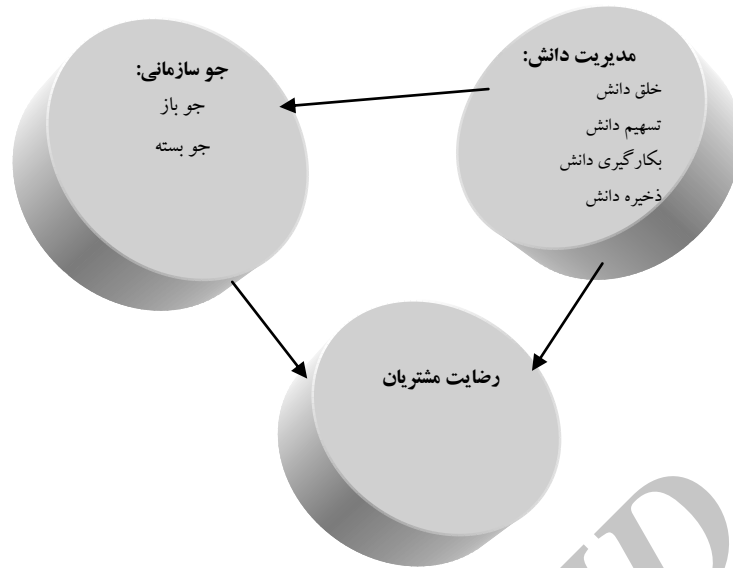 مدیریت دانش:
خلق دانش
تسهیم دانش
بکارگیری دانش
ذخیره دانش
جو سازمانی:
جو باز
جو بسته
رضایت مشتریان